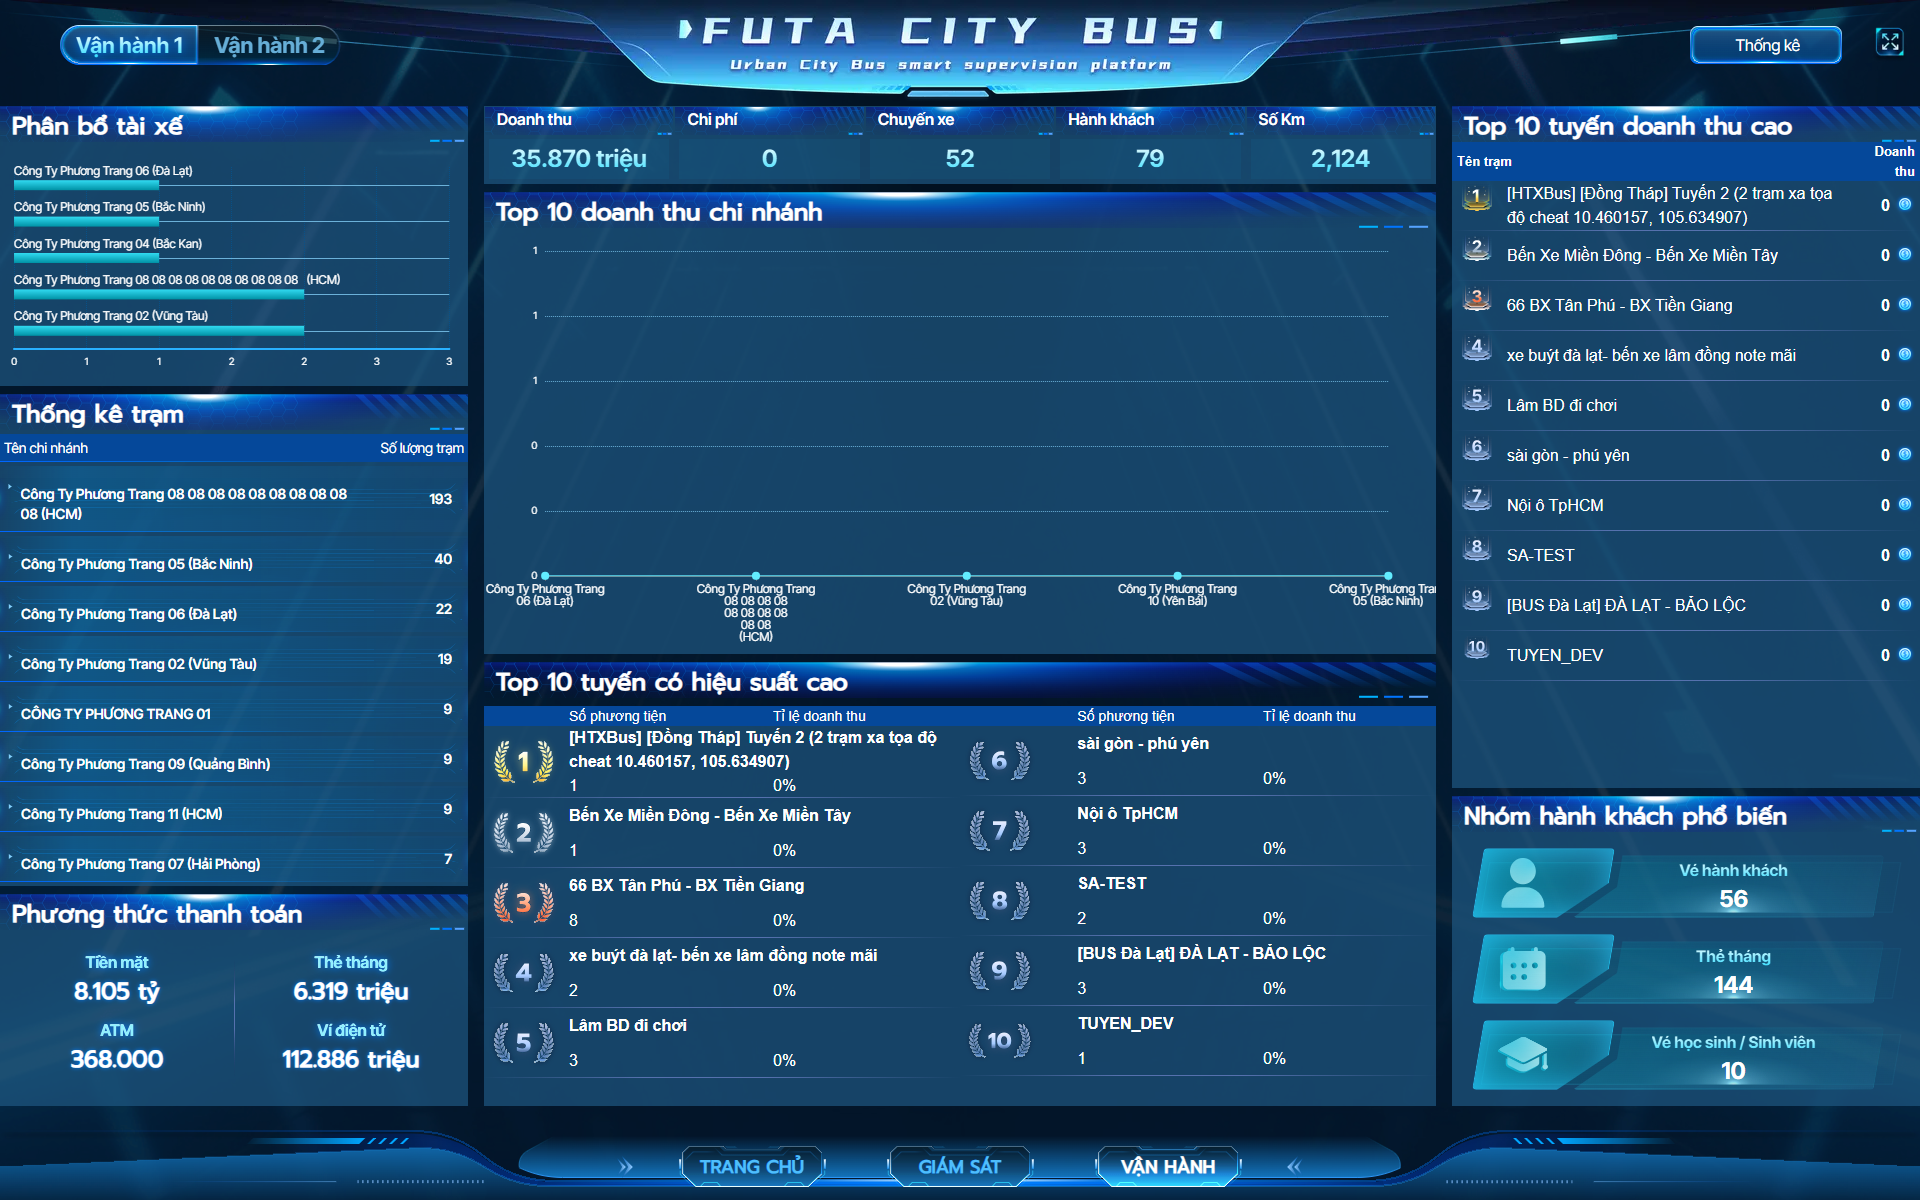 Vận hành 1
Vận hành 2
FUTA CITY BUS
Urban City Bus smart supervision platform
Thống kê
Phân bổ tài xế
Công Ty Phương Trang 06 (Đà Lạt)
Công Ty Phương Trang 05 (Bắc Ninh)
Công Ty Phương Trang 04 (Bắc Kan)
Công Ty Phương Trang 08 08 08 08 08 08 08 08 08 08 (HCM)
Công Ty Phương Trang 02 (Vũng Tàu)
0 1 1 2 2 3 3
Thống kê trạm
Tên chi nhánh Số lượng trạm
Công Ty Phương Trang 08 08 08 08 08 08 08 08 08
08 (HCM)
193
Công Ty Phương Trang 05 (Bắc Ninh) 40
Công Ty Phương Trang 06 (Đà Lạt) 22
Công Ty Phương Trang 02 (Vũng Tàu) 19
CÔNG TY PHƯƠNG TRANG 01 9
Công Ty Phương Trang 09 (Quảng Bình) 9
Công Ty Phương Trang 11 (HCM) 9
Công Ty Phương Trang 07 (Hải Phòng) 7
Phương thức thanh toán
Tiền mặt Thẻ tháng
8.105 tỷ 6.319 triệu
ATM Ví điện tử
368.000 112.886 triệu
Doanh thu Chi phí Chuyến xe Hành khách Số Km
35.870 triệu 0 52 79 2,124
Top 10 doanh thu chi nhánh
1
1
1
0
0
0
Công Ty Phương Trang
06 (Đà Lạt)
Công Ty Phương Trang
08 08 08 08
08 08 08 08
08 08
(HCM)
Công Ty Phương Trang
02 (Vũng Tàu)
Công Ty Phương Trang
10 (Yên Bái)
Công Ty Phương Tran
05 (Bắc Ninh)
Top 10 tuyến có hiệu suất cao
Số phương tiện Tỉ lệ doanh thu Số phương tiện Tỉ lệ doanh thu
1
[HTXBus] [Đồng Tháp] Tuyến 2 (2 trạm xa tọa độ
cheat 10.460157, 105.634907)
1 0%
2
Bến Xe Miền Đông - Bến Xe Miền Tây
1 0%
3
66 BX Tân Phú - BX Tiền Giang
8 0%
4
xe buýt đà lạt- bến xe lâm đồng note mãi
2 0%
5
Lâm BD đi chơi
3 0%
6
sài gòn - phú yên
3 0%
7
Nội ô TpHCM
3 0%
8
SA-TEST
2 0%
9
[BUS Đà Lạt] ĐÀ LẠT - BẢO LỘC
3 0%
10
TUYEN_DEV
1 0%
Top 10 tuyến doanh thu cao
Tên trạm Doanh
thu
1 [HTXBus] [Đồng Tháp] Tuyến 2 (2 trạm xa tọa
độ cheat 10.460157, 105.634907) 0
2 Bến Xe Miền Đông - Bến Xe Miền Tây 0
3 66 BX Tân Phú - BX Tiền Giang 0
4 xe buýt đà lạt- bến xe lâm đồng note mãi 0
5 Lâm BD đi chơi 0
6 sài gòn - phú yên 0
7 Nội ô TpHCM 0
8 SA-TEST 0
9 [BUS Đà Lạt] ĐÀ LẠT - BẢO LỘC 0
10 TUYEN_DEV 0
Nhóm hành khách phổ biến
Vé hành khách
56
Thẻ tháng
144
Vé học sinh / Sinh viên
10
TRANG CHỦ
GIÁM SÁT
VẬN HÀNH